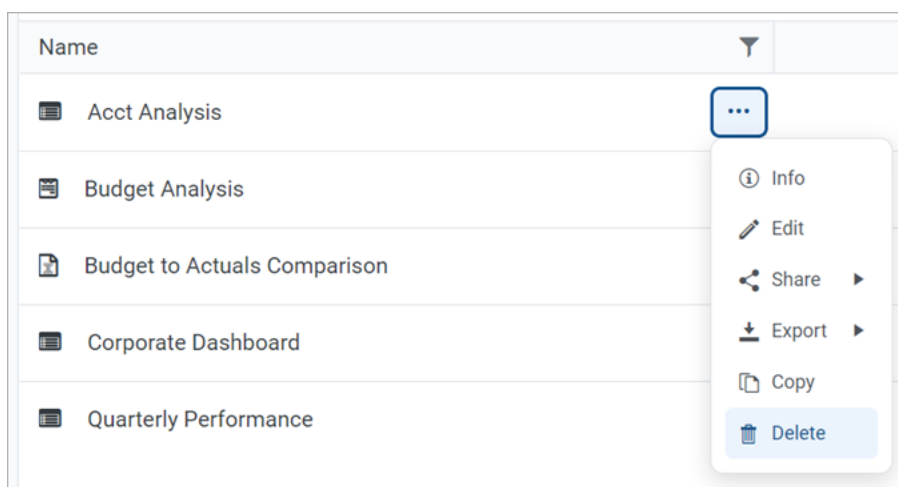 Name
Acct Analysis
Budget Analysis
Budget to Actuals Comparison
Corporate Dashboard
Quarterly Performance
Info
Edit
Share
Export
Copy
Delete